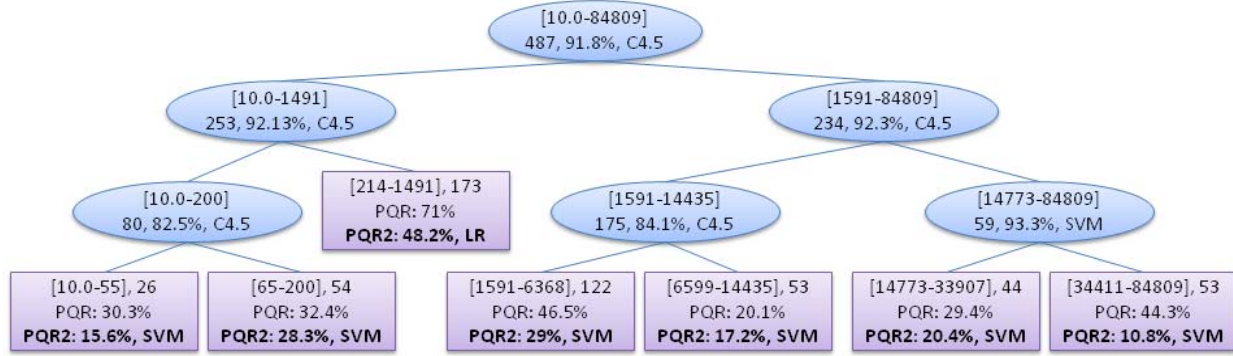 [10.0-84809]
487, 91.8%, C4.5
[10.0-1491]
253, 92.13%, C4.5
[1591-84809]
234, 92.3%, C4.5
[10.0-200]
80, 82.5%, C4.5
[214-1491], 173
PQR: 71%
PQR2: 48.2%, LR
[1591-14435]
175, 84.1%, C4.5
[14773-84809]
59, 93.3%, SVM
[10.0-55], 26
PQR: 30.3%
PQR2: 15.6%, SVM
[65-200], 54
PQR: 32.4%
PQR2: 28.3%, SVM
[1591-6368], 122
PQR: 46.5%
PQR2: 29%, SVM
[6599-14435], 53
PQR: 20.1%
PQR2: 17.2%, SVM
[14773-33907], 44
PQR: 29.4%
PQR2: 20.4%, SVM
[34411-84809], 53
PQR: 44.3%
PQR2: 10.8%, SVM